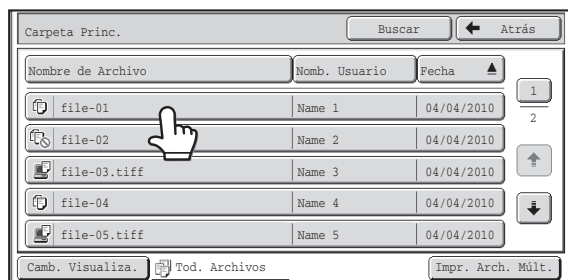 Carpeta Princ. Buscar Atrás
Nombre de Archivo Nomb. Usuario Fecha
file-01 Name 1 04/04/2010
1
2
file-02 Name 2 04/04/2010
file-03.tiff Name 3 04/04/2010
file-04 Name 4 04/04/2010
file-05.tiff Name 5 04/04/2010
Camb. Visualiza. Tod. Archivos Impr. Arch. Múlt.